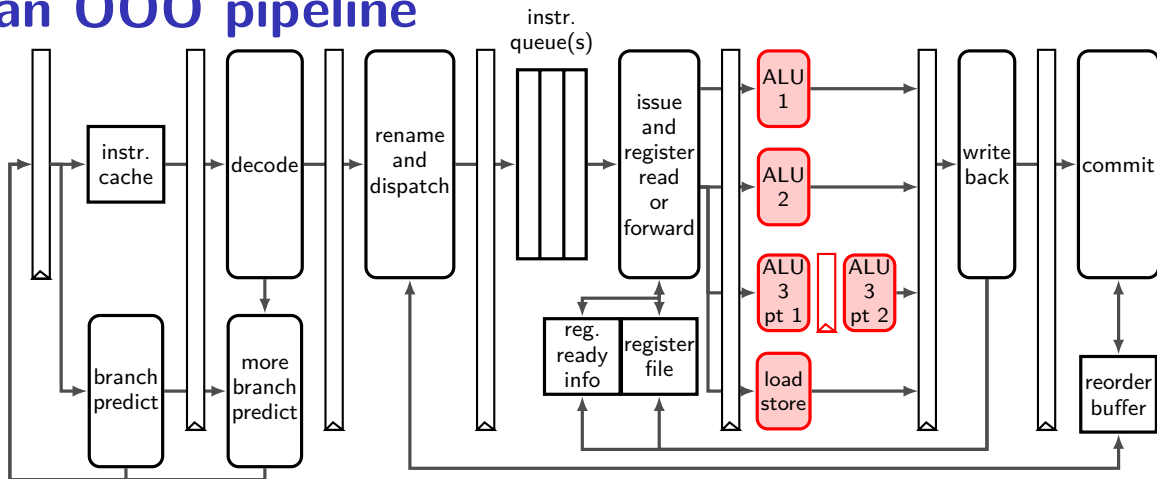 an OOO pipeline
instr.
queue(s)
instr.
cache
decode
rename
and
dispatch
issue
and
register
read
or
forward
ALU
1
ALU
2
ALU
3
pt 1
ALU
3
pt 2
load
store
write
back
commit
branch
predict
more
branch
predict
reg.
ready
info
register
file
reorder
buffer